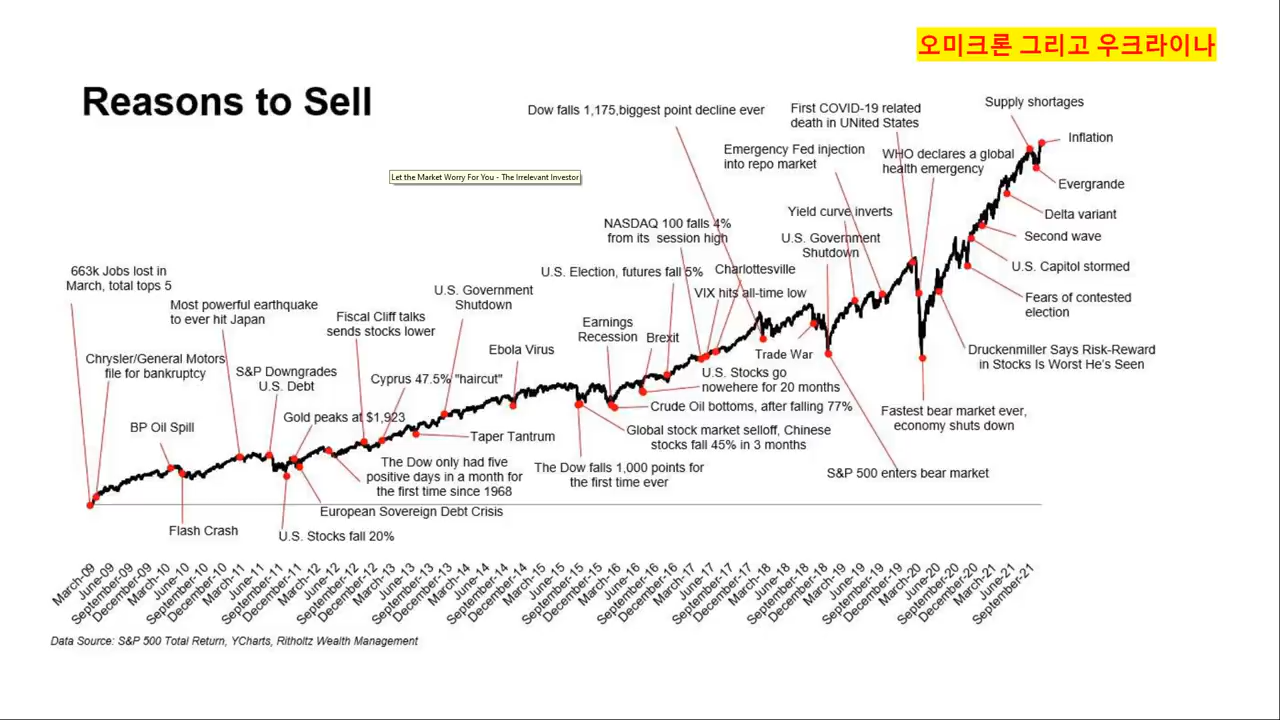 오미크론 그리고 우크라이나
Reasons to Sell
Let the Market Worry For You - The Irrelevant Investor
663k Jobs lost in
March, total tops 5
Chrysler/General Motors
file for bankruptcy
BP Oil Spill
Flash Crash
Most powerful earthquake
to ever hit Japan
S&P Downgrades
U.S. Debt
U.S. Stocks fall 20%
Gold peaks at $1,923
European Sovereign Debt Crisis
The Dow only had five
positive days in a month for
the first time since 1968
Fiscal Cliff talks
sends stocks lower
Cyprus 47.5% "haircut"
Taper Tantrum
U.S. Government
Shutdown
Ebola Virus
The Dow falls 1,000 points for
the first time ever
Global stock market selloff, Chinese
stocks fall 45% in 3 months
Earnings
Recession
Crude Oil bottoms, after falling 77%
Brexit
U.S. Stocks go
nowhere for 20 months
U.S. Election, futures fall 5%
NASDAQ 100 falls 4%
from its session high
Charlottesville
VIX hits all-time low
Dow falls 1,175,biggest point decline ever
Trade War
U.S. Government
Shutdown
S&P 500 enters bear market
Yield curve inverts
Emergency Fed injection
into repo market
First COVID-19 related
death in UNited States
WHO declares a global
health emergency
Fastest bear market ever,
economy shuts down
Druckenmiller Says Risk-Reward
in Stocks Is Worst He's Seen
Fears of contested
election
U.S. Capitol stormed
Second wave
Delta variant
Supply shortages
Evergrande
Inflation
March-09
June-09
September-09
December-09
March-10
June-10
September-10
December-10
March-11
June-11
September-11
December-11
March-12
June-12
September-12
December-12
March-13
June-13
September-13
December-13
March-14
June-14
September-14
December-14
March-15
June-15
September-15
December-15
March-16
June-16
September-16
December-16
March-17
June-17
September-17
December-17
March-18
June-18
September-18
December-18
March-19
June-19
September-19
December-19
March-20
June-20
September-20
December-20
March-21
June-21
September-21
Data Source: S&P 500 Total Return, YCharts, Ritholtz Wealth Management